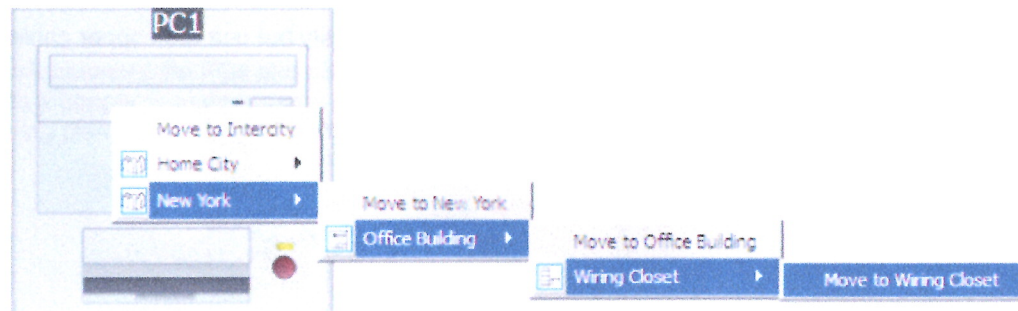 PC1
Move to Intercity
Home City
New York
Move to New York
Office Building
Move to Office Building
Wiring Closet
Move to Wiring Closet